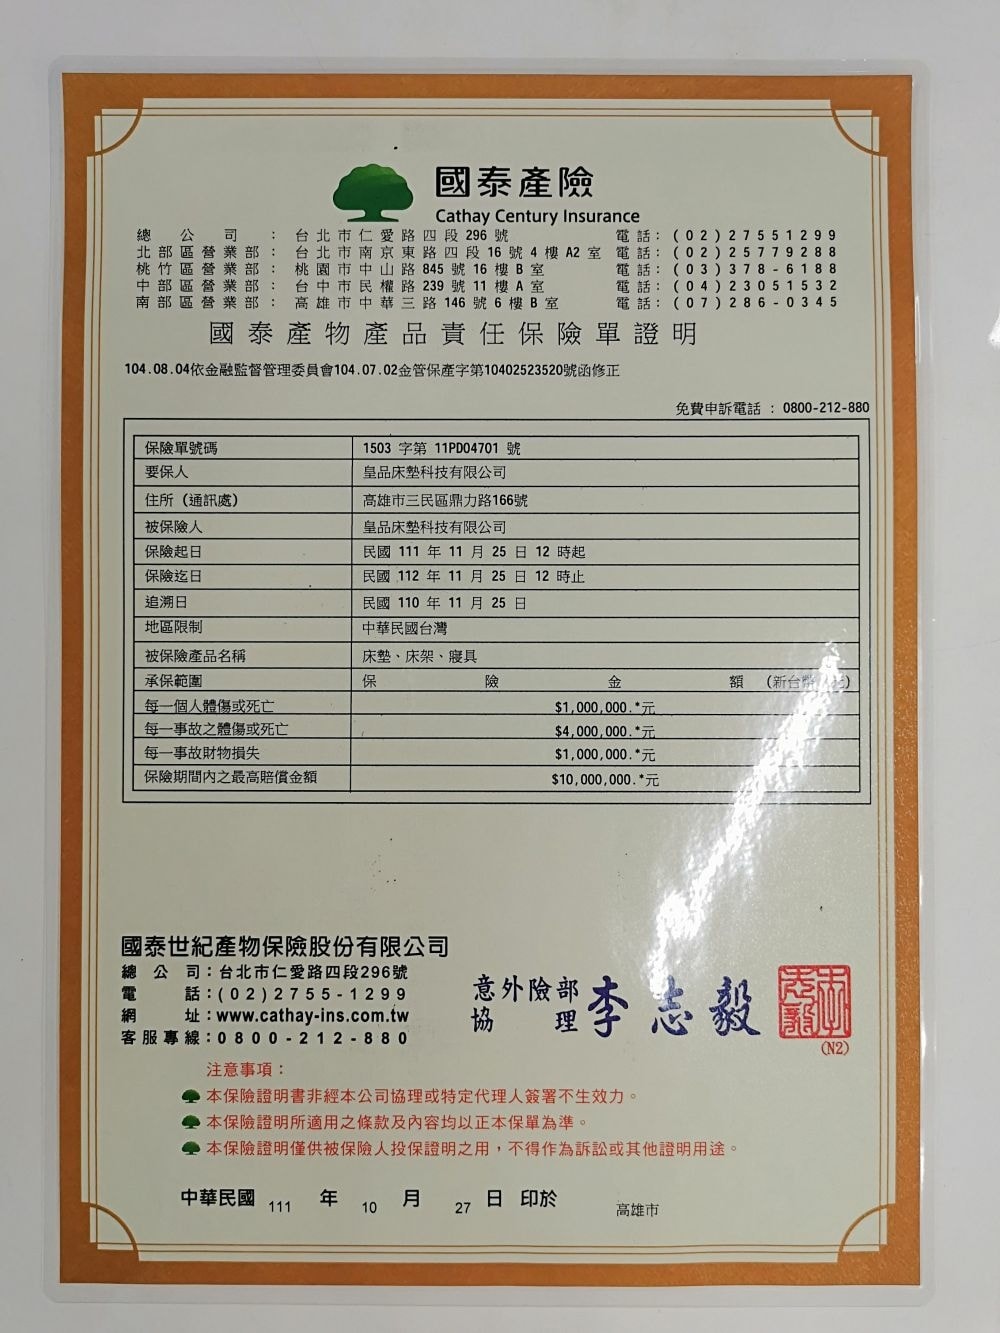 國泰產險
Cathay Century Insurance
總公司：台北市仁愛路四段 296 號 電話：(02)27551299
北部區營業部：台北市南京東路四段 16 號 4 樓 A2 室 電話：(02)25779288
桃竹區營業部：桃園市中山路 845 號 16 樓 B 室 電話：(03)378-6188
中部區營業部：台中市民權路 239 號 11 樓 A 室 電話：(04)23051532
南部區營業部：高雄市中華三路 146 號 6 樓 B 室 電話：(07)286-0345
國泰產物產品責任保險單證明
104.08.04依金融監督管理委員會104.07.02金管保產字第10402523520號函修正
免費申訴電話 : 0800-212-880
保險單號碼 1503 字第 11PD04701 號
要保人 皇品床墊科技有限公司
住所（通訊處） 高雄市三民區鼎力路166號
被保險人 皇品床墊科技有限公司
保險起日 民國 111 年 11 月 25 日 12 時起
保險迄日 民國 112 年 11 月 25 日 12 時止
追溯日 民國 110 年 11 月 25 日
地區限制 中華民國台灣
被保險產品名稱 床墊、床架、寢具
承保範圍 保險金額（新台幣 元）
每一個人體傷或死亡 $1,000,000.*元
每一事故之體傷或死亡 $4,000,000.*元
每一事故財物損失 $1,000,000.*元
保險期間內之最高賠償金額 $10,000,000.*元
國泰世紀產物保險股份有限公司
總公司：台北市仁愛路四段296號
電話：(02)2755-1299
網址：www.cathay-ins.com.tw
客服專線：0800-212-880
意外險部
協理 李志毅
李志毅
(N2)
注意事項：
本保險證明書非經本公司協理或特定代理人簽署不生效力。
本保險證明所適用之條款及內容均以正本保單為準。
本保險證明僅供被保險人投保證明之用，不得作為訴訟或其他證明用途。
中華民國 111 年 10 月 27 日 印於 高雄市